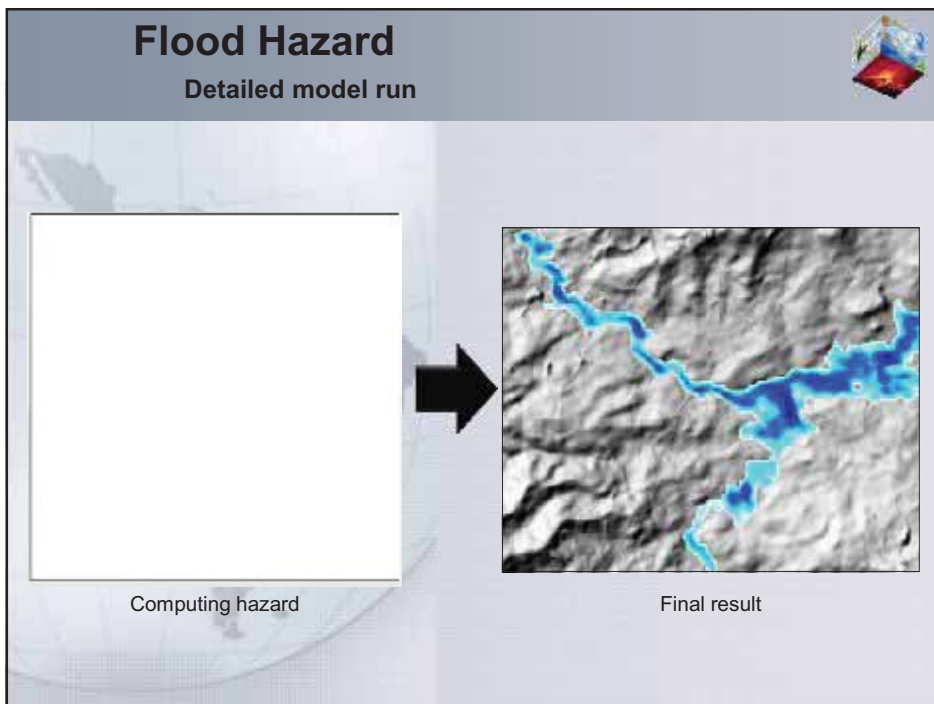 Flood Hazard
Detailed model run
Computing hazard
Final result